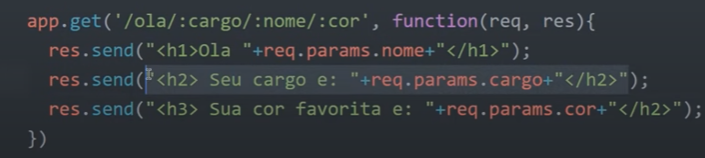 app.get('/ola/:cargo/:nome/:cor', function(req, res){
res.send("<h1>Ola "+req.params.nome+"</h1>");
res.send("<h2> Seu cargo e: "+req.params.cargo+"</h2>");
res.send("<h3> Sua cor favorita e: "+req.params.cor+"</h2>");
})